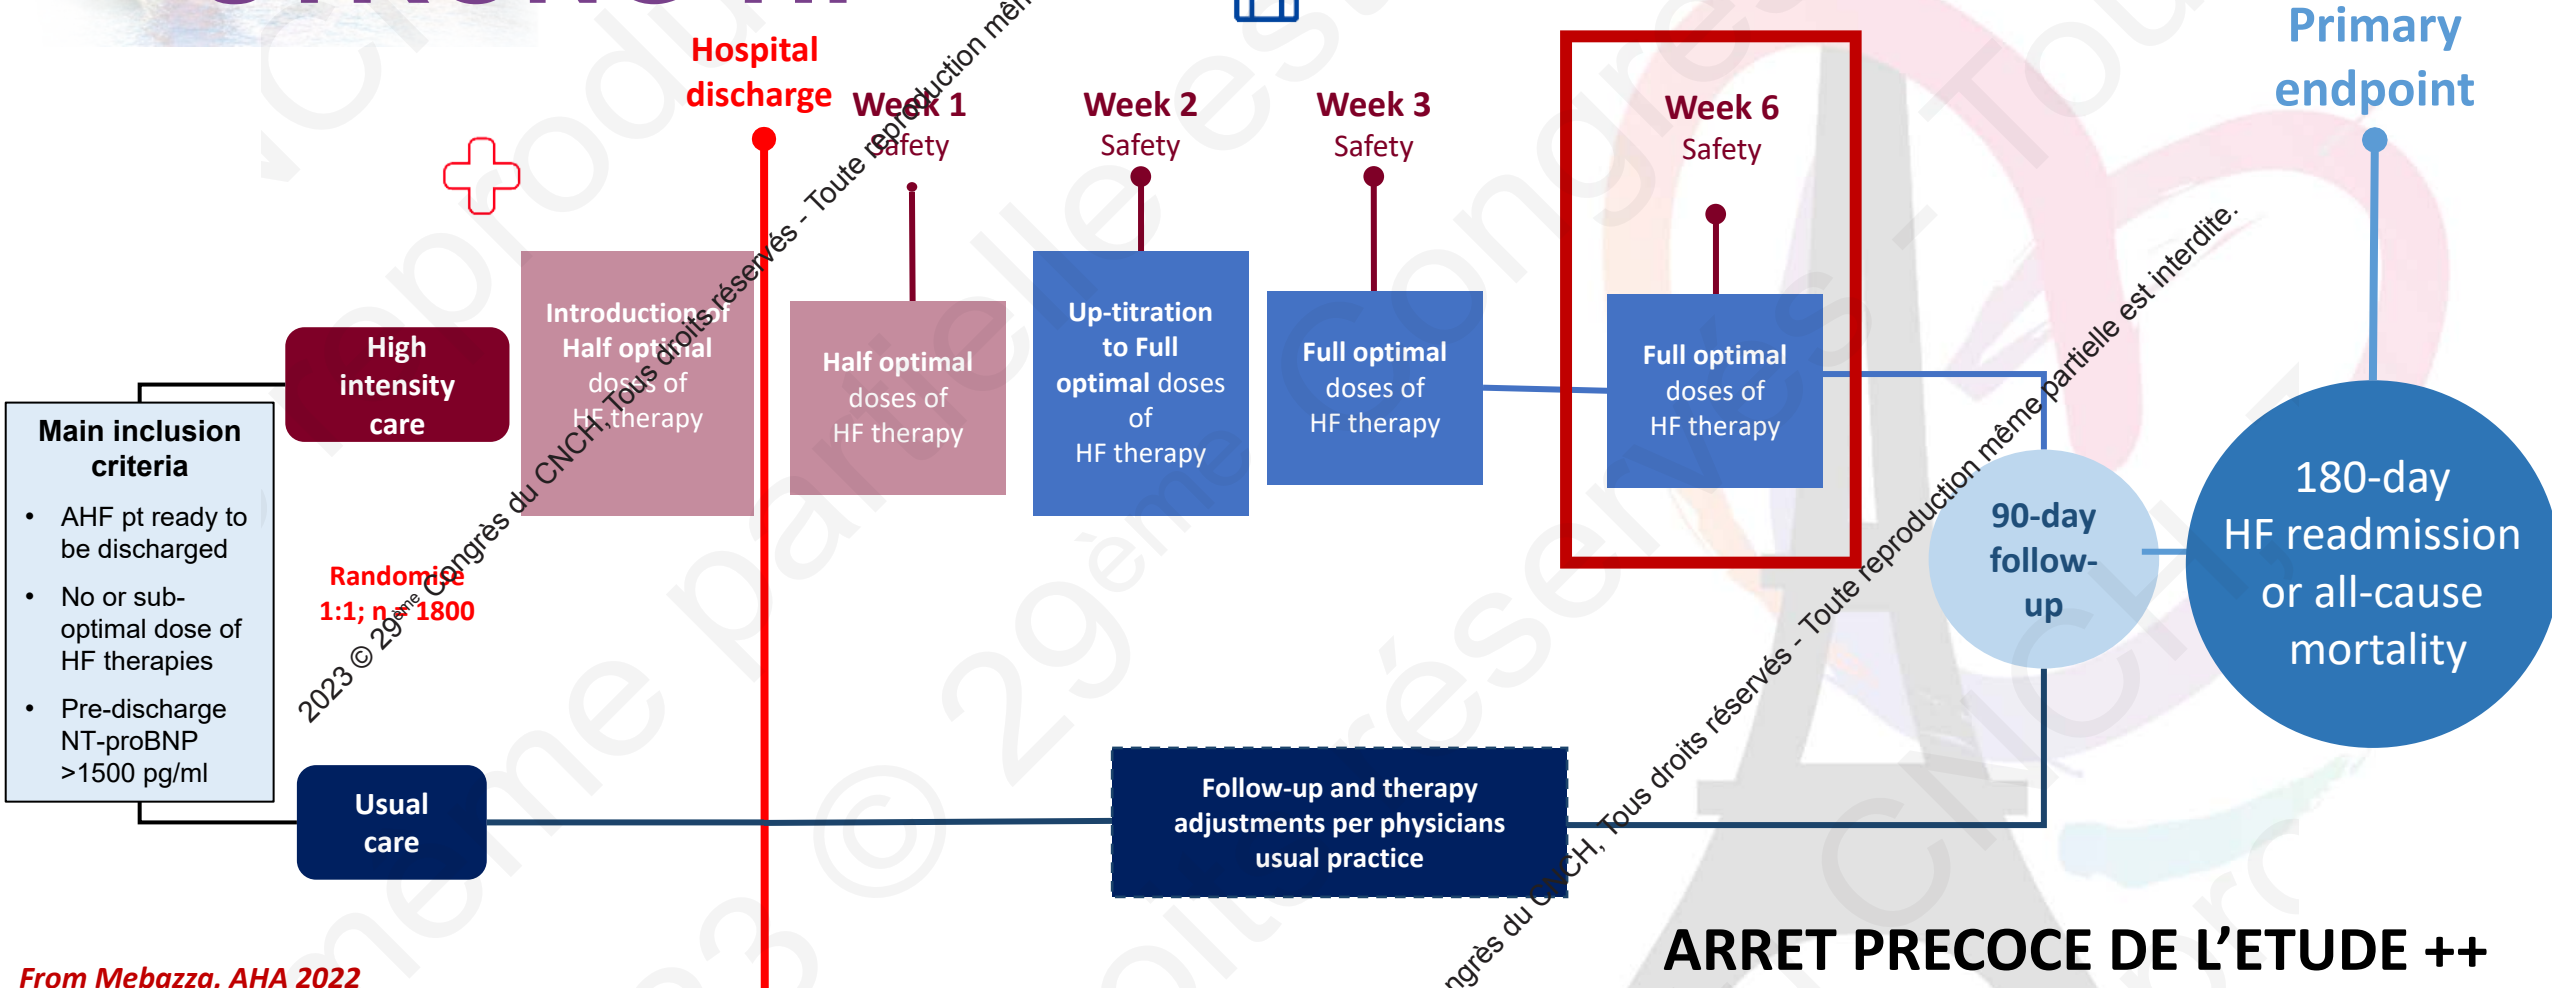 STRONG-HF
Hospital
discharge
Week 1
Safety
Week 2
Safety
Week 3
Safety
Week 6
Safety
Primary
endpoint
Introduction of
Half optimal
doses of
HF therapy
Half optimal
doses of
HF therapy
Up-titration
to Full
optimal doses
of
HF therapy
Full optimal
doses of
HF therapy
Full optimal
doses of
HF therapy
High
intensity
care
Main inclusion
criteria
• AHF pt ready to
be discharged
• No or sub-
optimal dose of
HF therapies
• Pre-discharge
NT-proBNP
>1500 pg/ml
Randomise
1:1; n = 1800
Usual
care
Follow-up and therapy
adjustments per physicians
usual practice
90-day
follow-
up
180-day
HF readmission
or all-cause
mortality
ARRET PRECOCE DE L’ETUDE ++
From Mebazza, AHA 2022
2023 © 29ème Congrès du CNCH, Tous droits réservés - Toute reproduction même
ngrès du CNCH, Tous droits réservés - Toute reproduction même partielle est interdite.